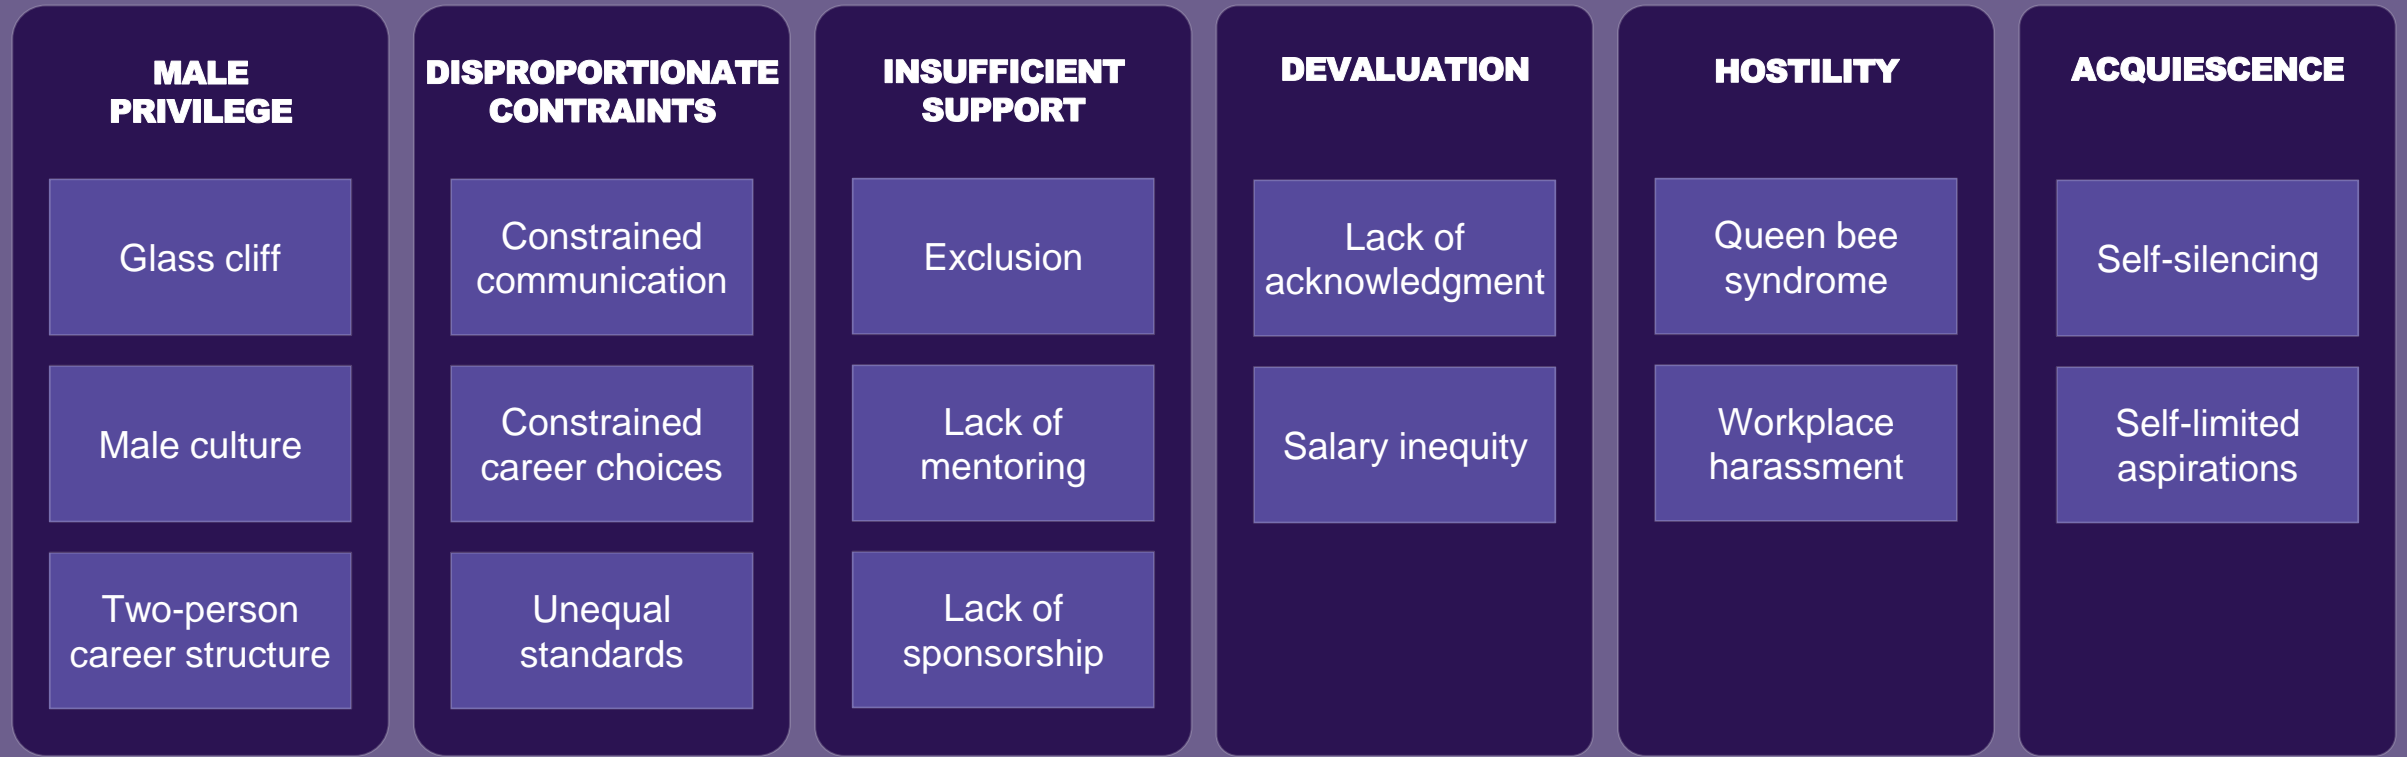 MALE
PRIVILEGE
Glass cliff
Male culture
Two-person
career structure
DISPROPORTIONATE
CONTRAINTS
Constrained
communication
Constrained
career choices
Unequal
standards
INSUFFICIENT
SUPPORT
Exclusion
Lack of
mentoring
Lack of
sponsorship
DEVALUATION
Lack of
acknowledgment
Salary inequity
HOSTILITY
Queen bee
syndrome
Workplace
harassment
ACQUIESCENCE
Self-silencing
Self-limited
aspirations